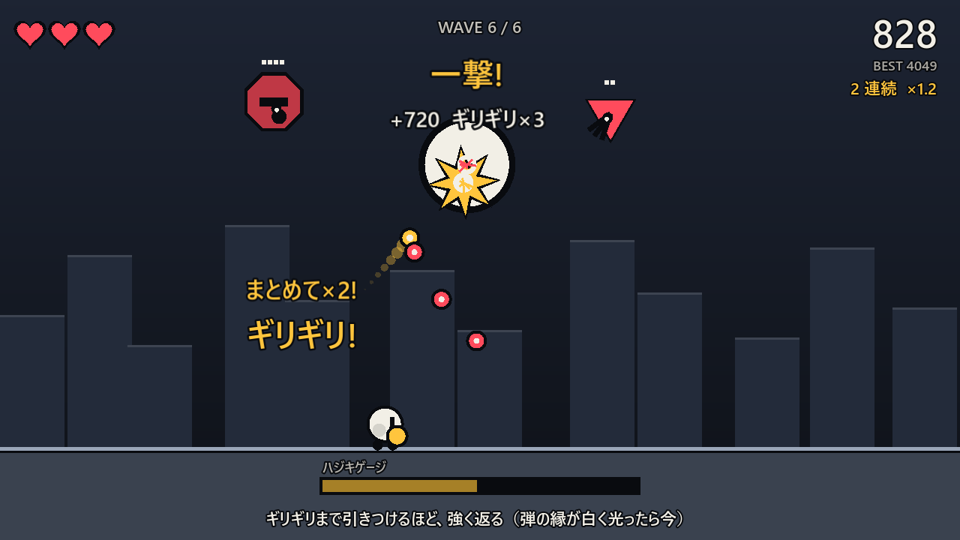 WAVE 6 / 6
828
BEST 4049
2 連続 ×1.2
一撃!
+720 ギリギリ×3
まとめて×2!
ギリギリ!
ハジキゲージ
ギリギリまで引きつけるほど、強く返る（弾の縁が白く光ったら今）